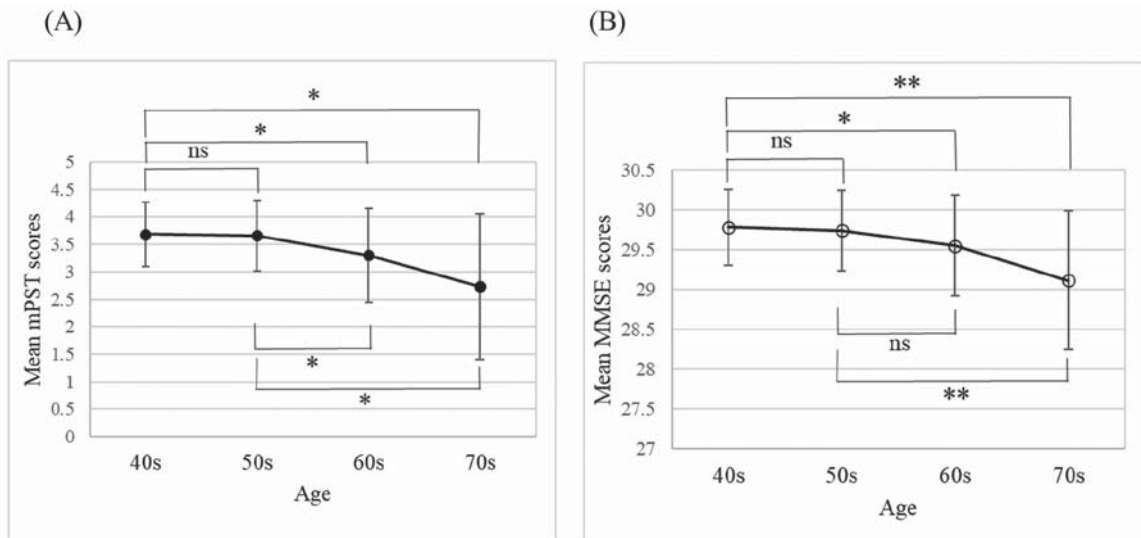 (A)
*
*
ns
5
4.5
4
3.5
3
2.5
2
1.5
1
0.5
0
Mean mPST scores
*
*
40s 50s 60s 70s
Age
(B)
**
*
ns
30.5
30
29.5
29
28.5
28
27.5
27
Mean MMSE scores
ns
**
40s 50s 60s 70s
Age